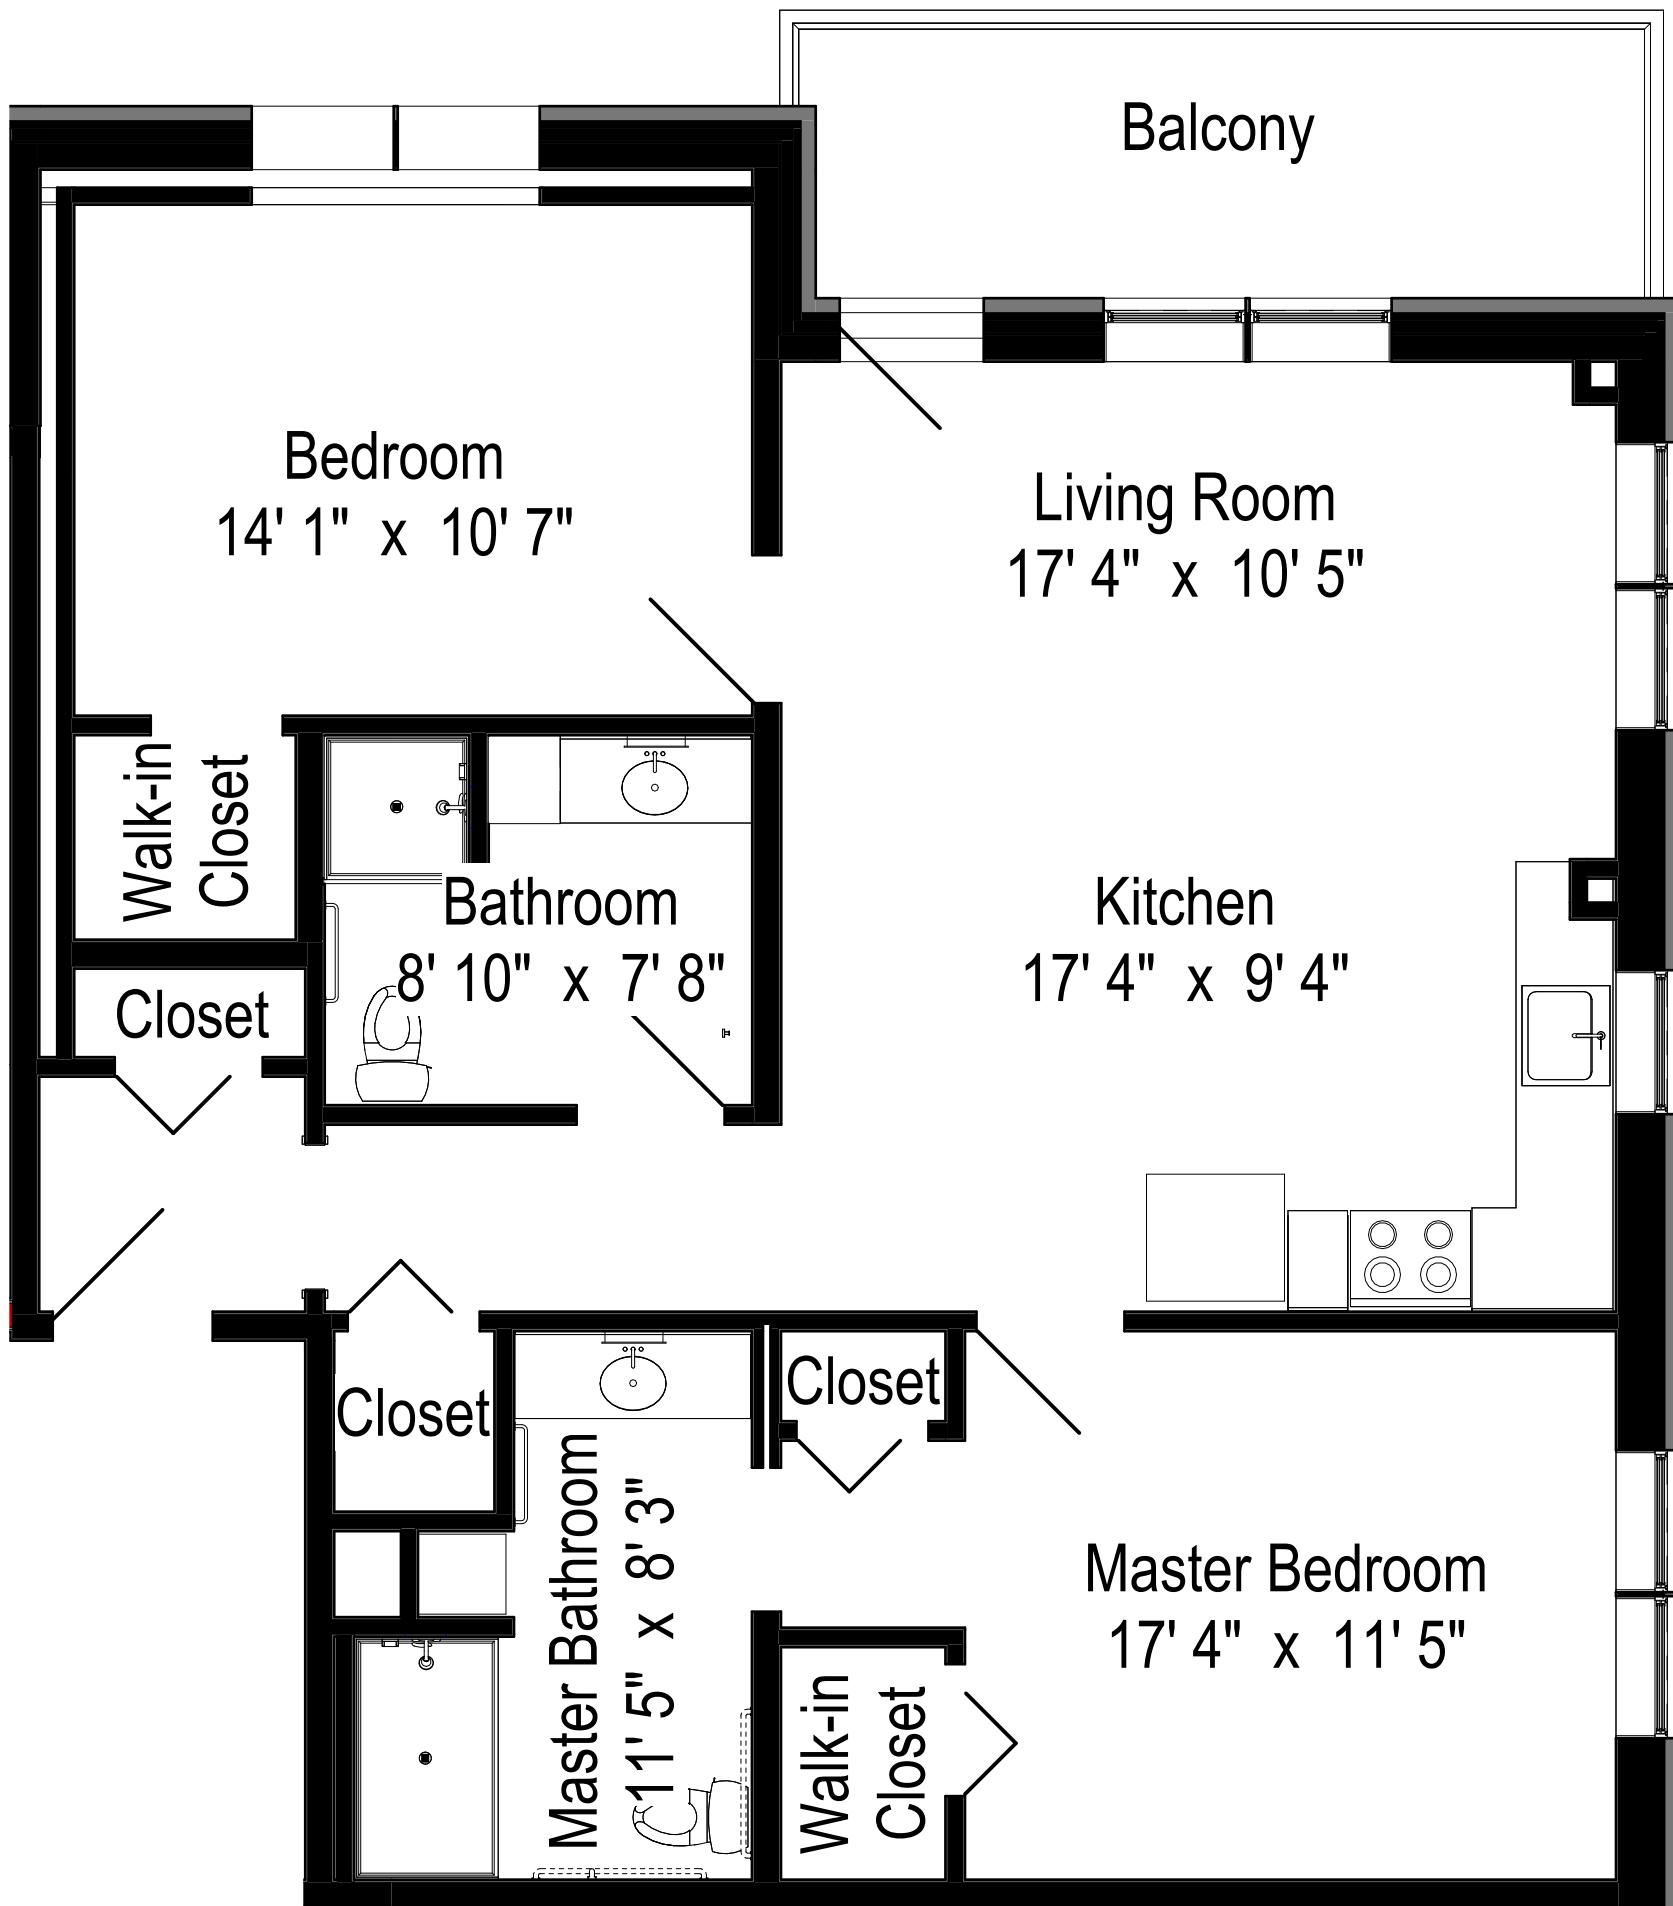 Balcony
Bedroom
14' 1" x 10' 7"
Living Room
17' 4" x 10' 5"
Walk-in
Closet
Bathroom
8' 10" x 7' 8"
Kitchen
17' 4" x 9' 4"
Closet
Closet
Closet
Master Bathroom
11' 5" x 8' 3"
Master Bedroom
17' 4" x 11' 5"
Walk-in
Closet